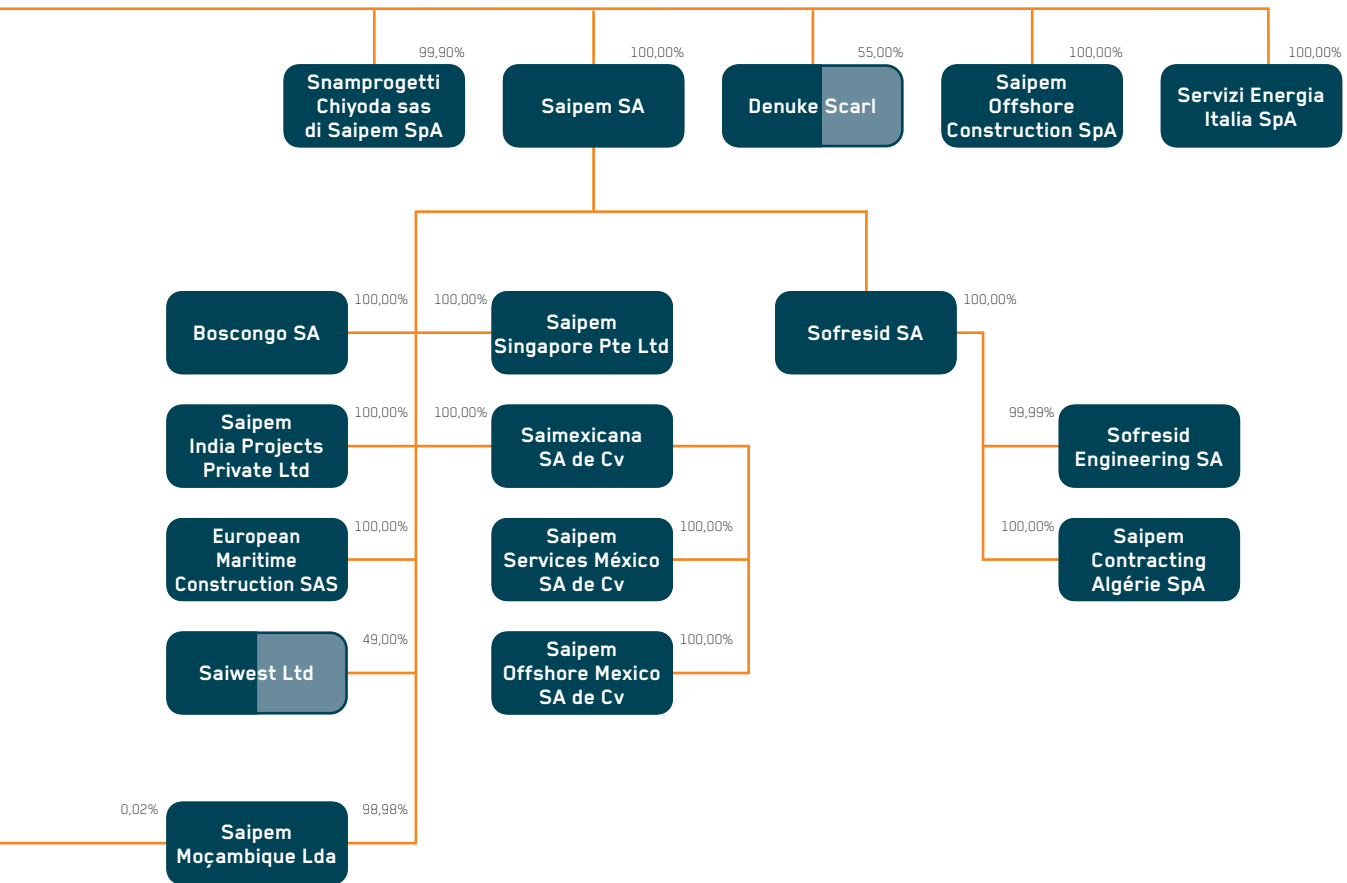 99,90%
Snamprogetti
Chiyoda sas
di Saipem SpA
100,00%
Saipem SA
55,00%
Denuke Scarl
100,00%
Saipem
Offshore
Construction SpA
100,00%
Servizi Energia
Italia SpA
100,00%
Boscongo SA
100,00%
Saipem
Singapore Pte Ltd
100,00%
Sofresid SA
100,00%
Saipem
India Projects
Private Ltd
100,00%
Saimexicana
SA de Cv
99,99%
Sofresid
Engineering SA
100,00%
European
Maritime
Construction SAS
100,00%
Saipem
Services México
SA de Cv
100,00%
Saipem
Contracting
Algérie SpA
49,00%
Saiwest Ltd
100,00%
Saipem
Offshore Mexico
SA de Cv
0,02%
98,98%
Saipem
Moçambique Lda